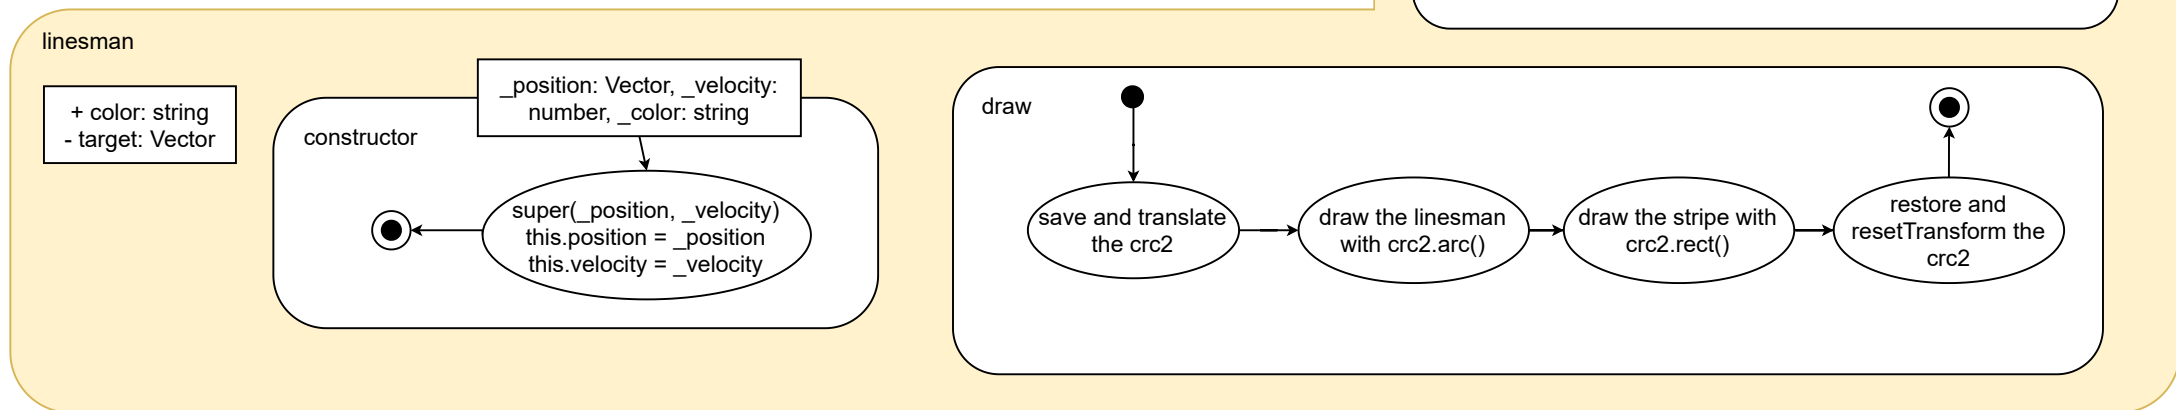 linesman
+ color: string
- target: Vector
constructor
_position: Vector, _velocity:
number, _color: string
super(_position, _velocity)
this.position = _position
this.velocity = _velocity
draw
save and translate
the crc2
draw the linesman
with crc2.arc()
draw the stripe with
crc2.rect()
restore and
resetTransform the
crc2